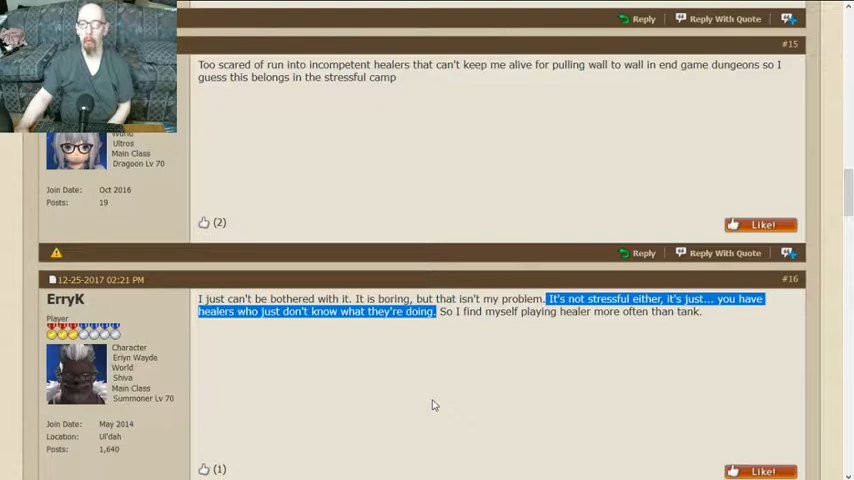 Reply
Reply With Quote
#15
Too scared of run into incompetent healers that can't keep me alive for pulling wall to wall in end game dungeons so I
guess this belongs in the stressful camp
World
Ultros
Main Class
Dragoon Lv 70
Join Date:
Oct 2016
Posts:
19
(2)
Like!
Reply
Reply With Quote
12-25-2017 02:21 PM
#16
ErryK
Player
I just can't be bothered with it. It is boring, but that isn't my problem. It's not stressful either, it's just... you have
healers who just don't know what they're doing. So I find myself playing healer more often than tank.
Character
Eriyn Wayde
World
Shiva
Main Class
Summoner Lv 70
Join Date:
May 2014
Location:
Ul'dah
Posts:
1,640
(1)
Like!